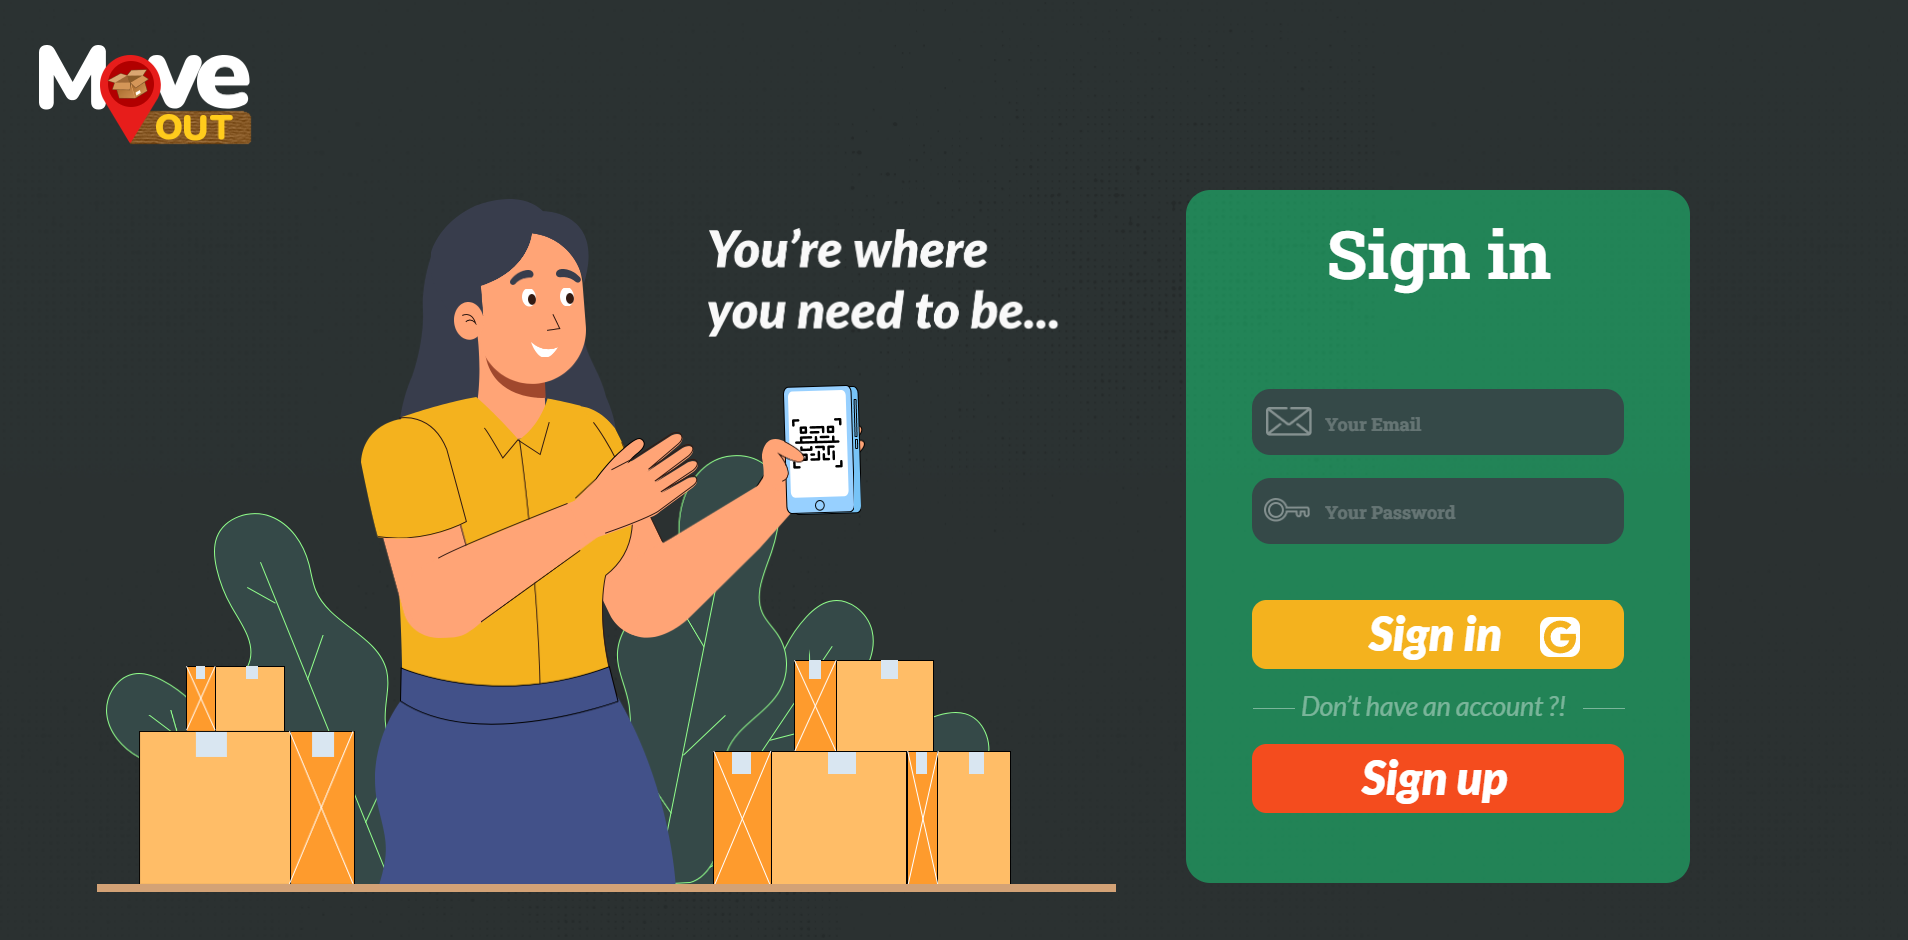 Move
OUT
You’re where
you need to be...
Sign in
Your Email
Your Password
Sign in G
Don’t have an account ?!
Sign up